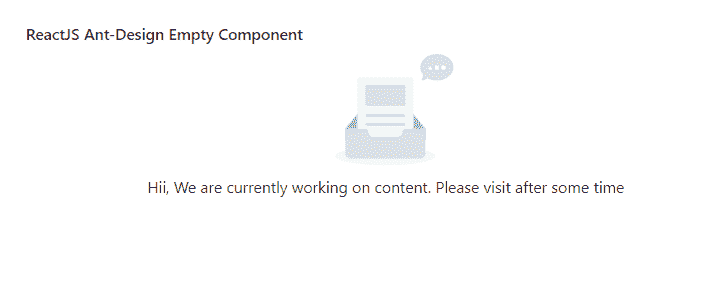 ReactJS Ant-Design Empty Component
Hii, We are currently working on content. Please visit after some time